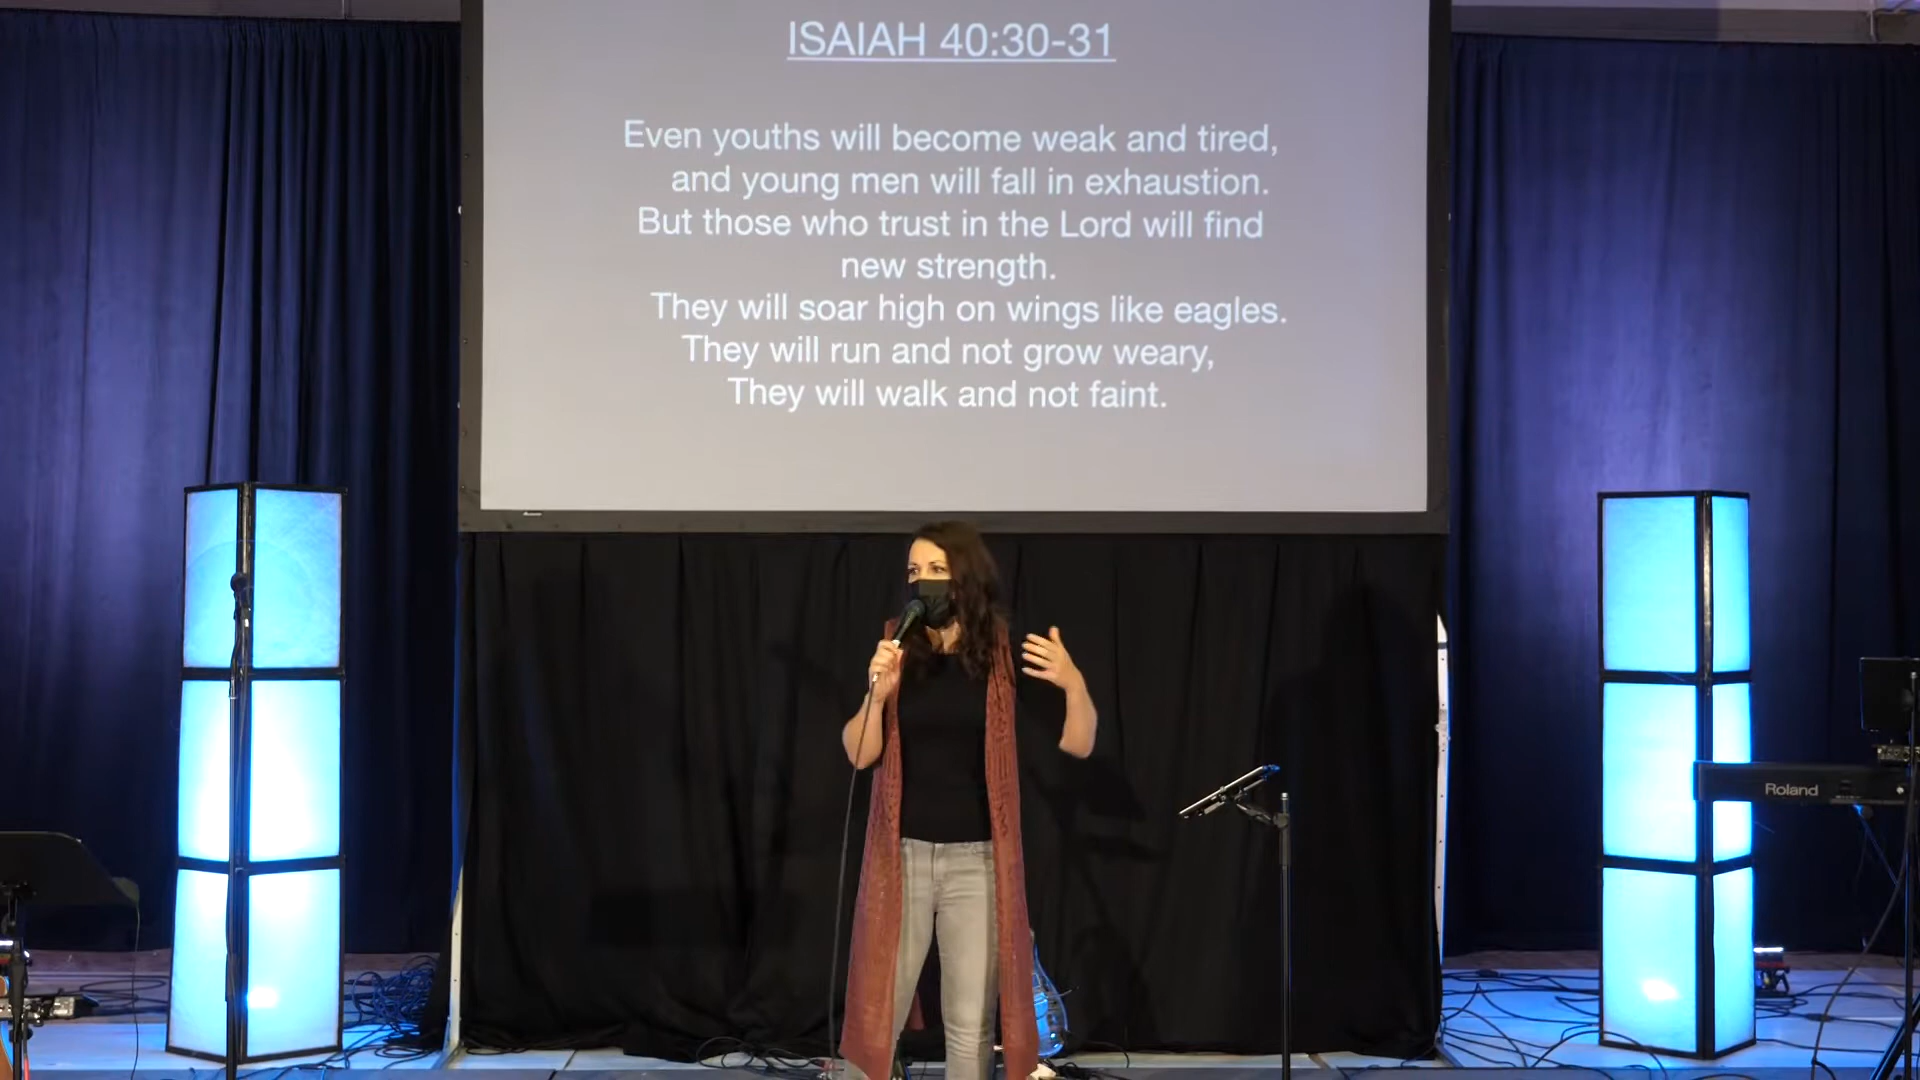 ISAIAH 40:30-31
Even youths will become weak and tired,
and young men will fall in exhaustion.
But those who trust in the Lord will find
new strength.
They will soar high on wings like eagles.
They will run and not grow weary,
They will walk and not faint.
Roland